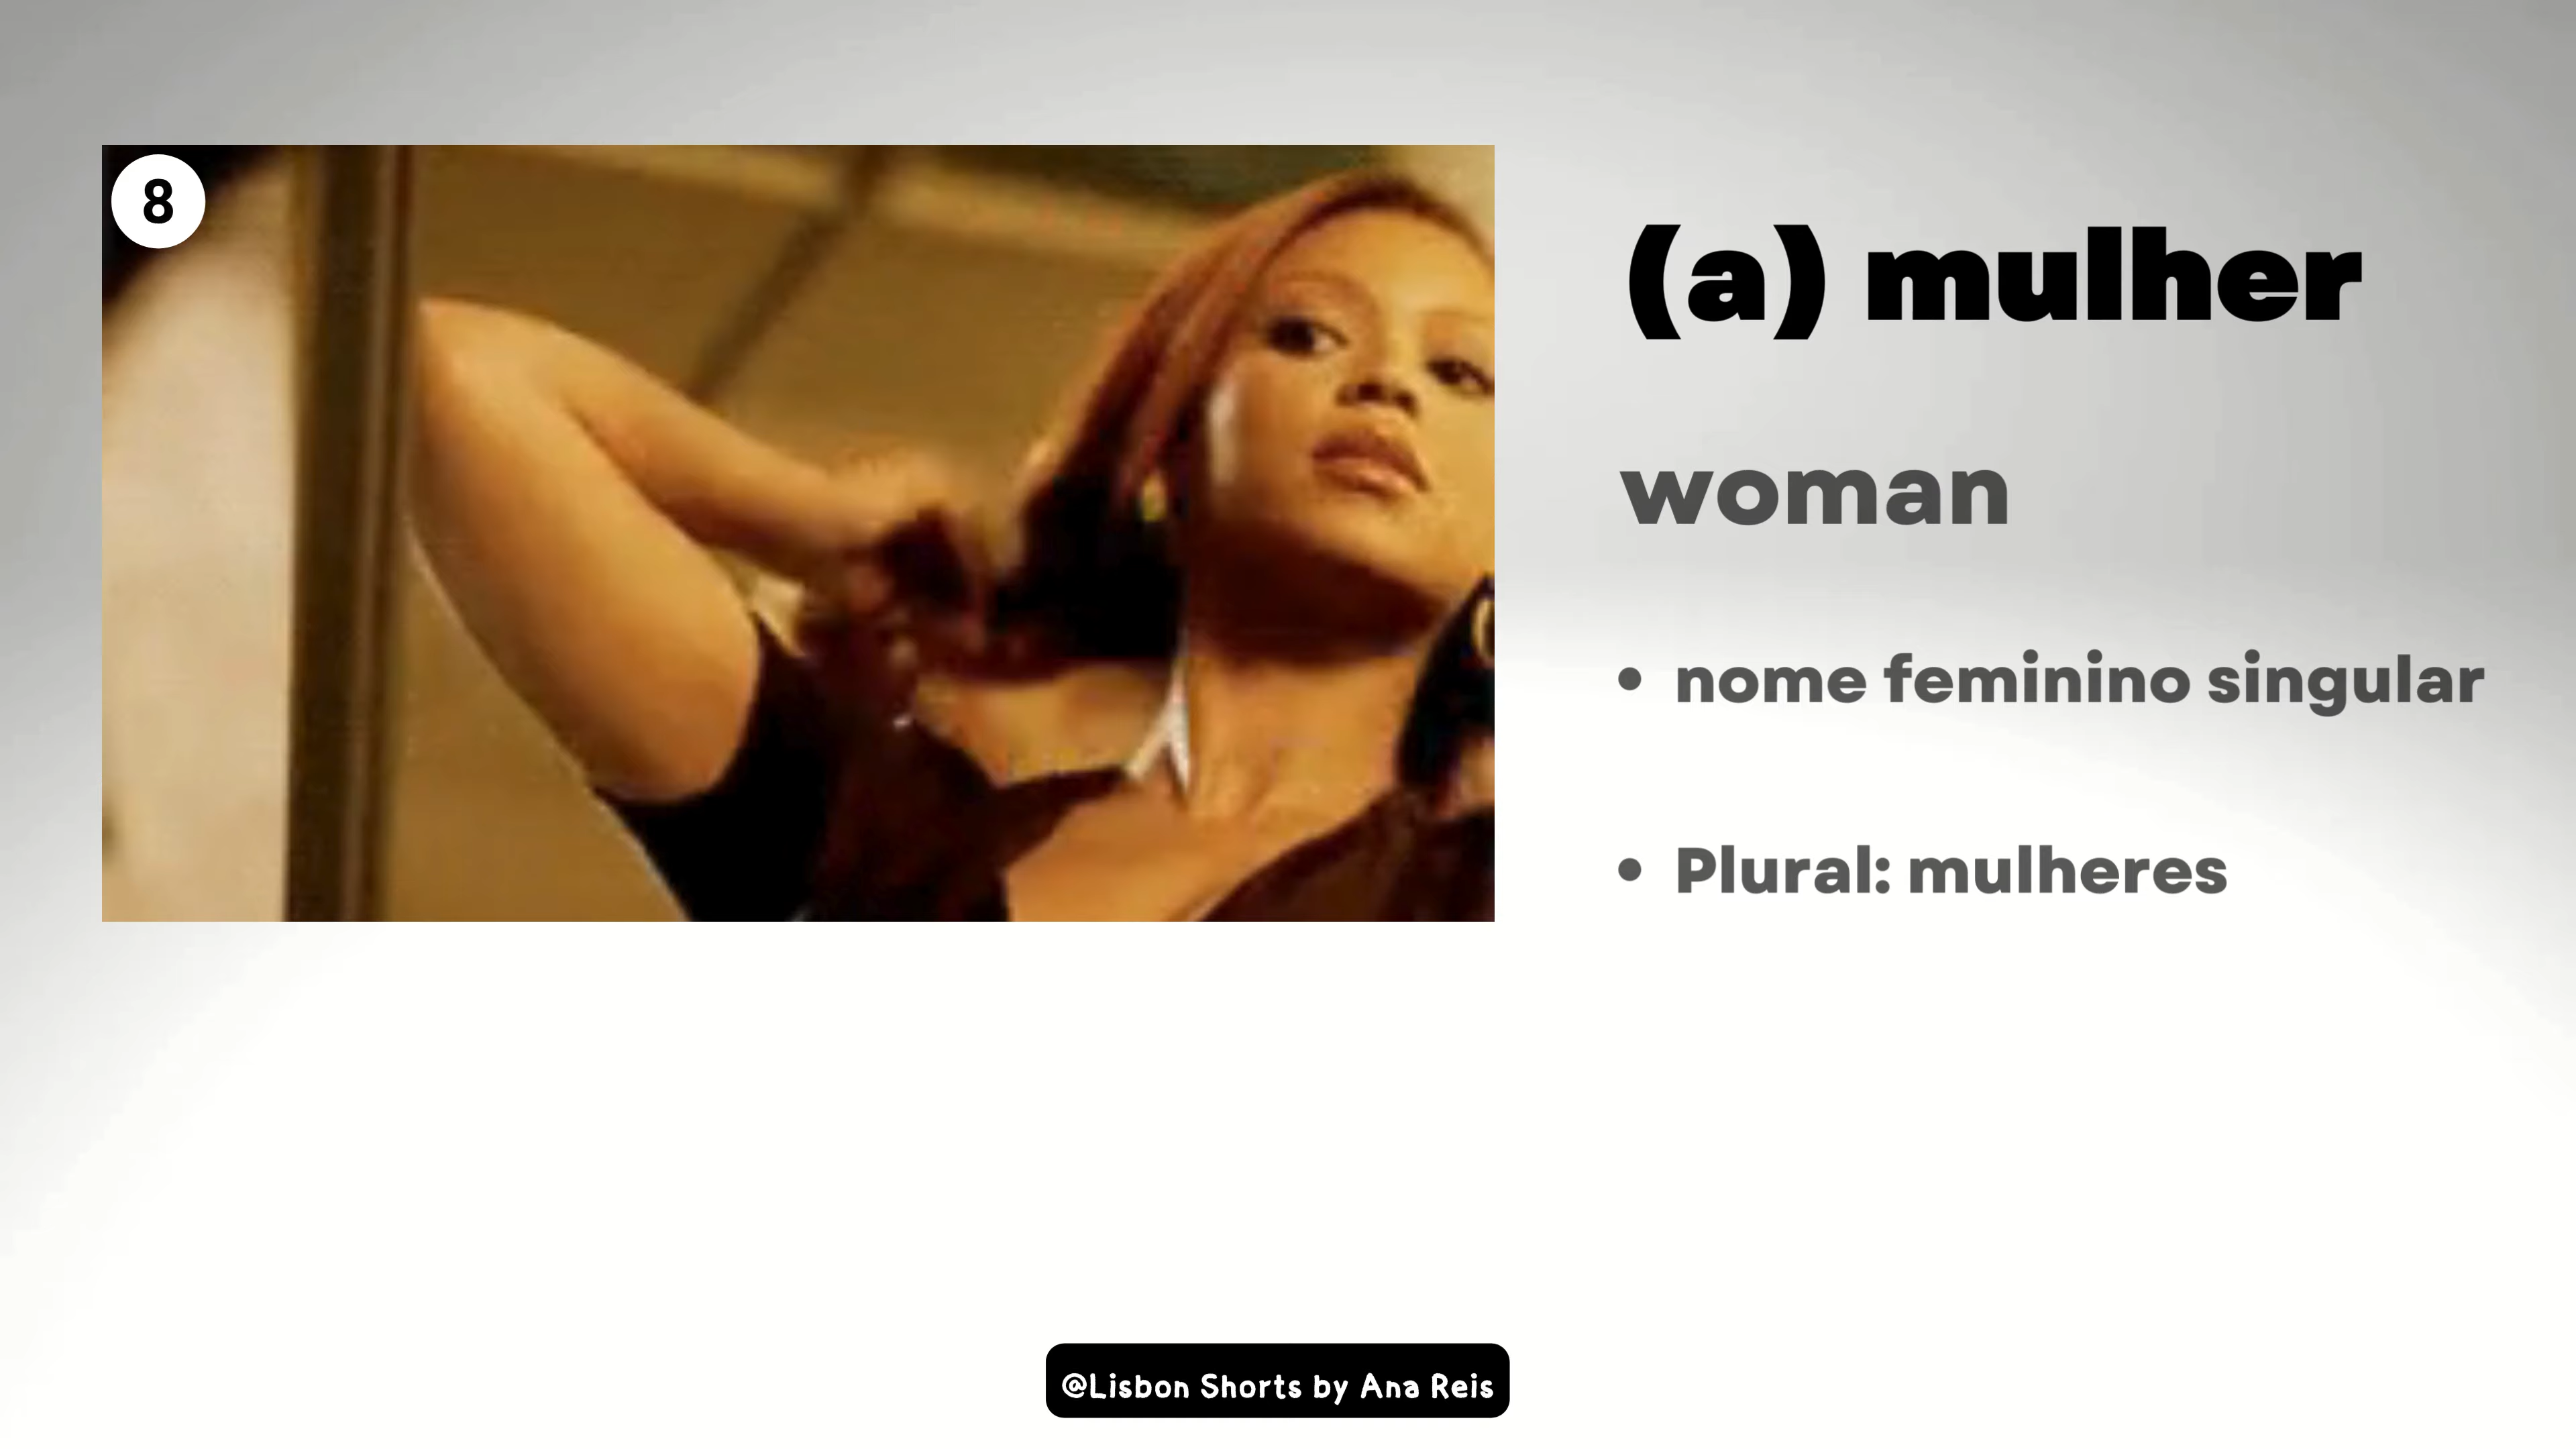 8
(a) mulher
woman
• nome feminino singular
• Plural: mulheres
@Lisbon Shorts by Ana Reis